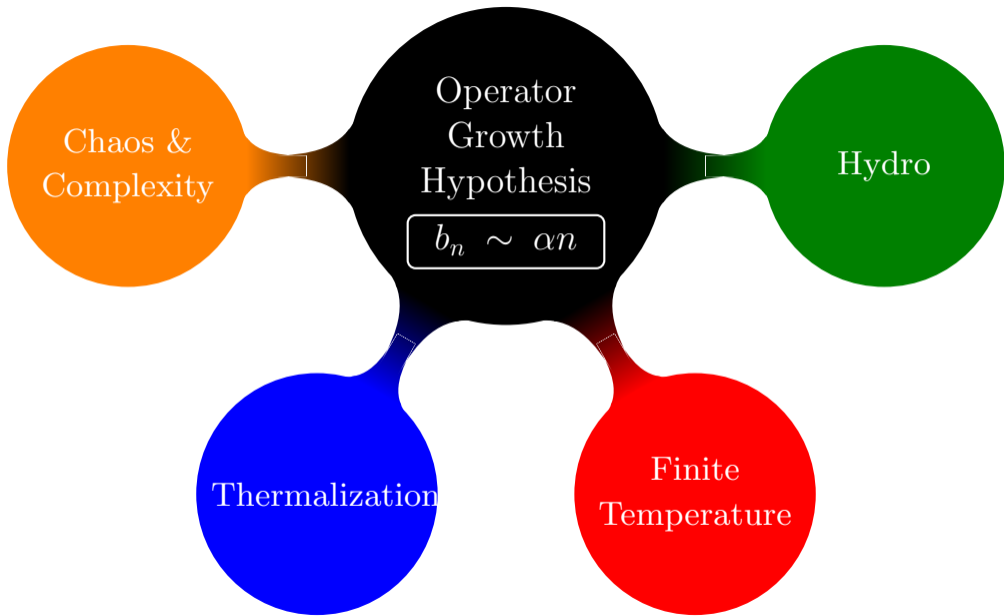 Operator
Growth
Hypothesis
b_n ∼ αn
Chaos &
Complexity
Hydro
Thermalization
Finite
Temperature